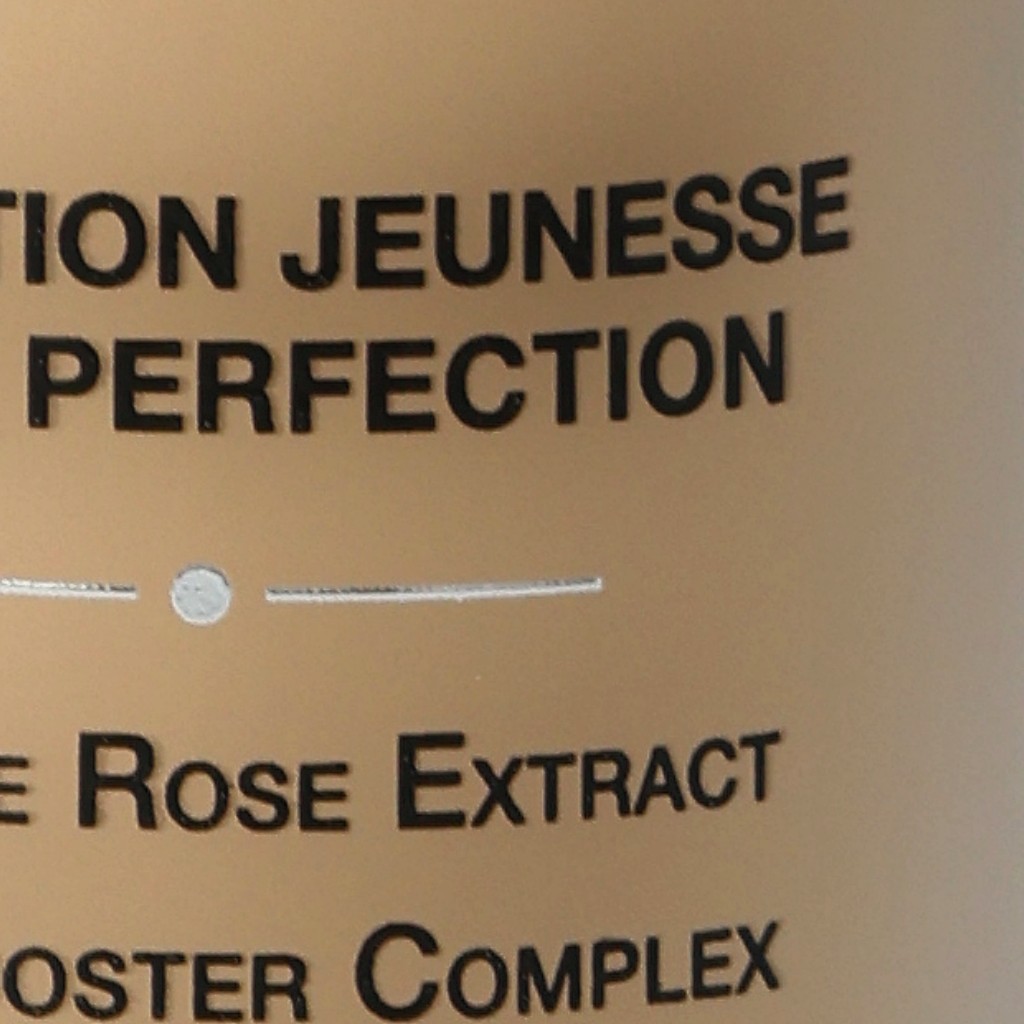 TION JEUNESSE
PERFECTION
E ROSE EXTRACT
OSTER COMPLEX